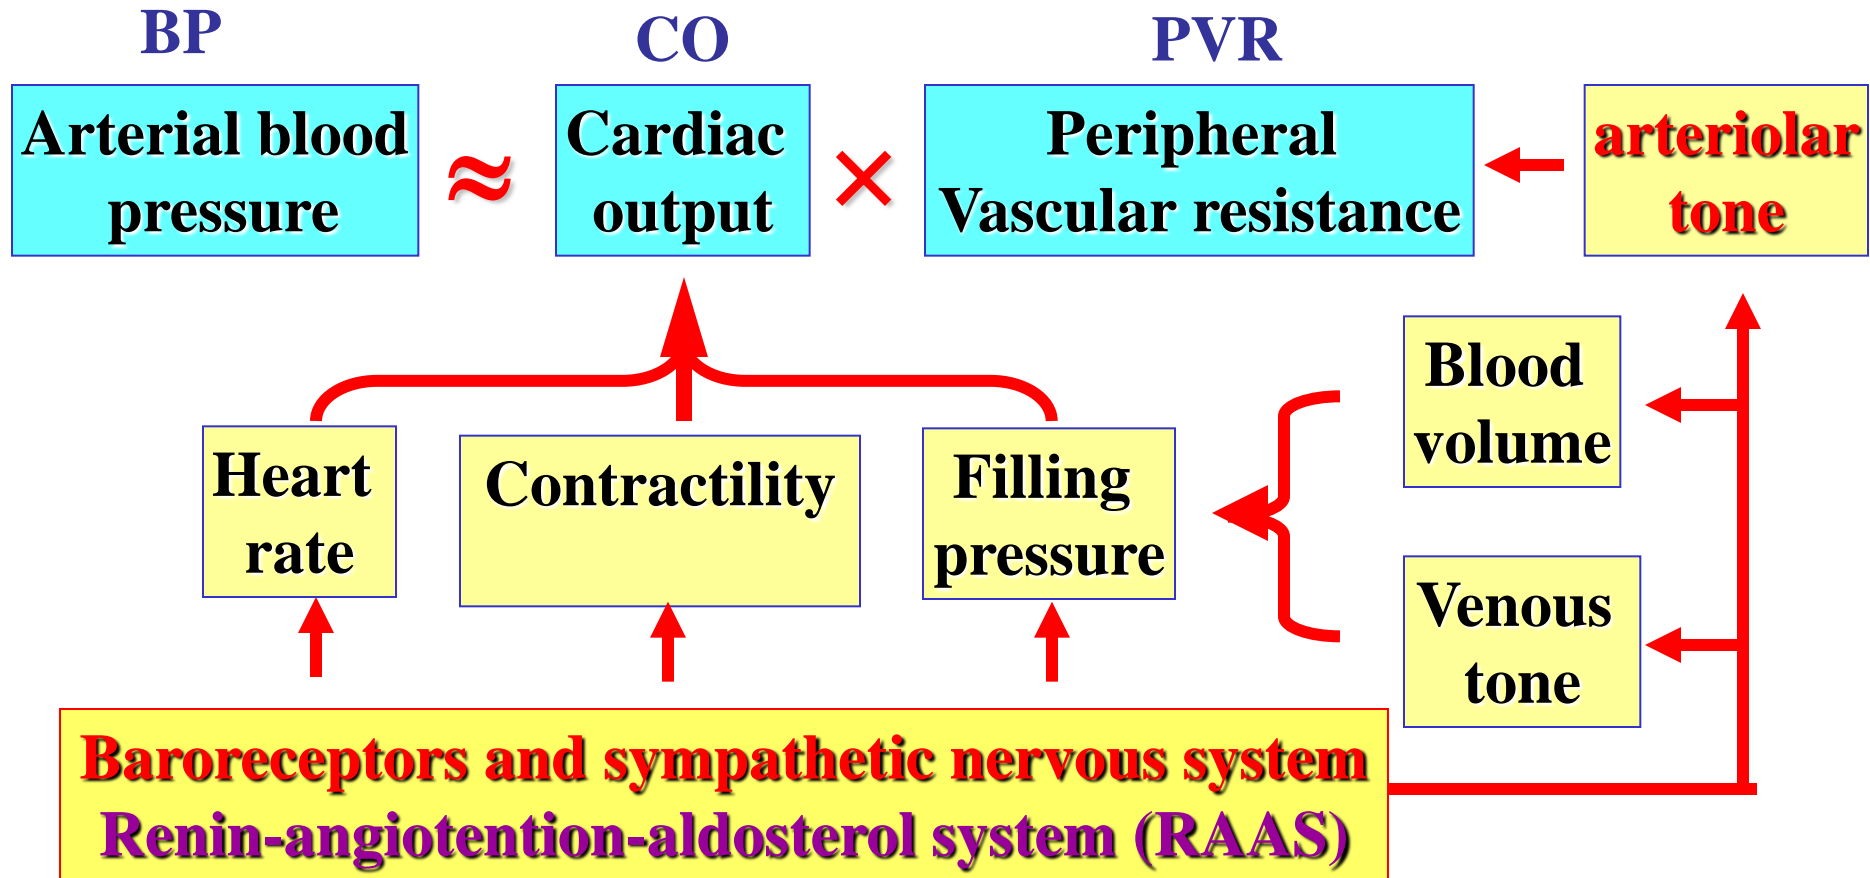 BP
CO
PVR
Arterial blood
pressure
≈
Cardiac
output
×
Peripheral
Vascular resistance
arteriolar
tone
Heart
rate
Contractility
Filling
pressure
Blood
volume
Venous
tone
Baroreceptors and sympathetic nervous system
Renin-angiotention-aldosterol system (RAAS)